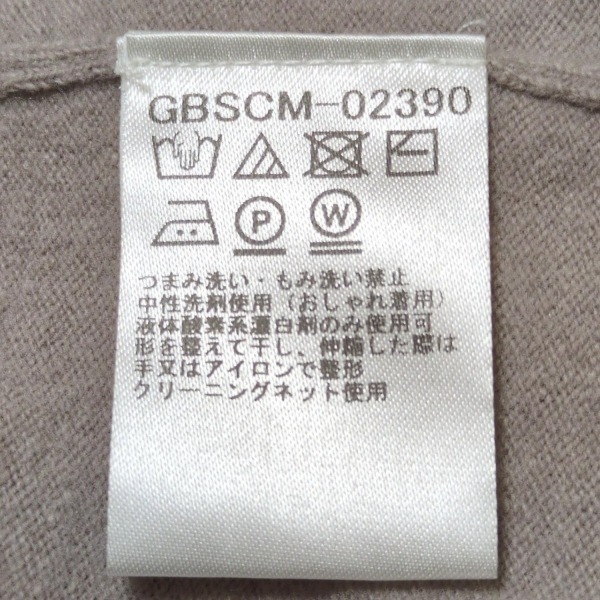 GBSCM-02390
P W
つまみ洗い・もみ洗い禁止
中性洗剤使用（おしゃれ着用）
液体酸素系漂白剤のみ使用可
形を整えて干し、伸縮した際は
手又はアイロンで整形
クリーニングネット使用